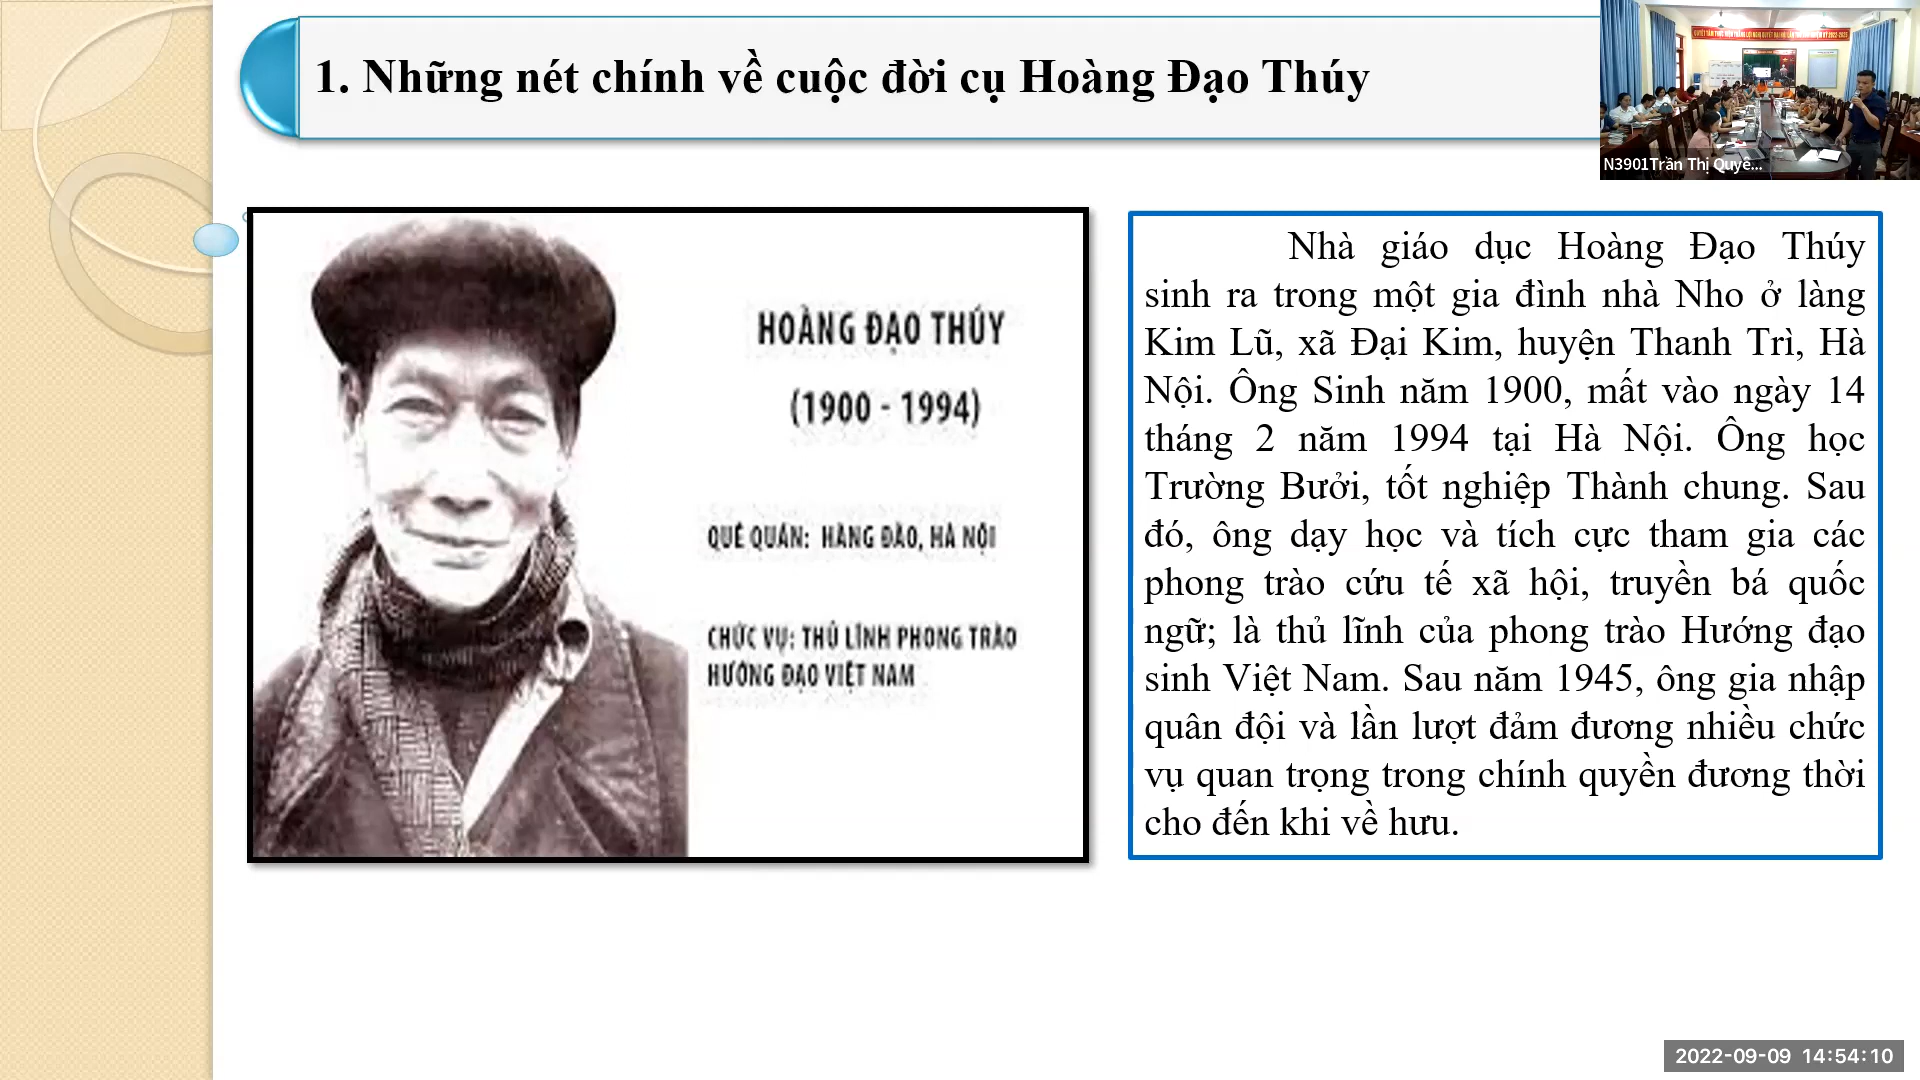 1. Những nét chính về cuộc đời cụ Hoàng Đạo Thúy
N3901Trần Thị Quyê...
HOÀNG ĐẠO THÚY
(1900 - 1994)
QUÊ QUÁN: HÀNG ĐÀO, HÀ NỘI
CHỨC VỤ: THỦ LĨNH PHONG TRÀO
HƯỚNG ĐẠO VIỆT NAM
Nhà giáo dục Hoàng Đạo Thúy
sinh ra trong một gia đình nhà Nho ở làng
Kim Lũ, xã Đại Kim, huyện Thanh Trì, Hà
Nội. Ông Sinh năm 1900, mất vào ngày 14
tháng 2 năm 1994 tại Hà Nội. Ông học
Trường Bưởi, tốt nghiệp Thành chung. Sau
đó, ông dạy học và tích cực tham gia các
phong trào cứu tế xã hội, truyền bá quốc
ngữ; là thủ lĩnh của phong trào Hướng đạo
sinh Việt Nam. Sau năm 1945, ông gia nhập
quân đội và lần lượt đảm đương nhiều chức
vụ quan trọng trong chính quyền đương thời
cho đến khi về hưu.
2022-09-09 14:54:10